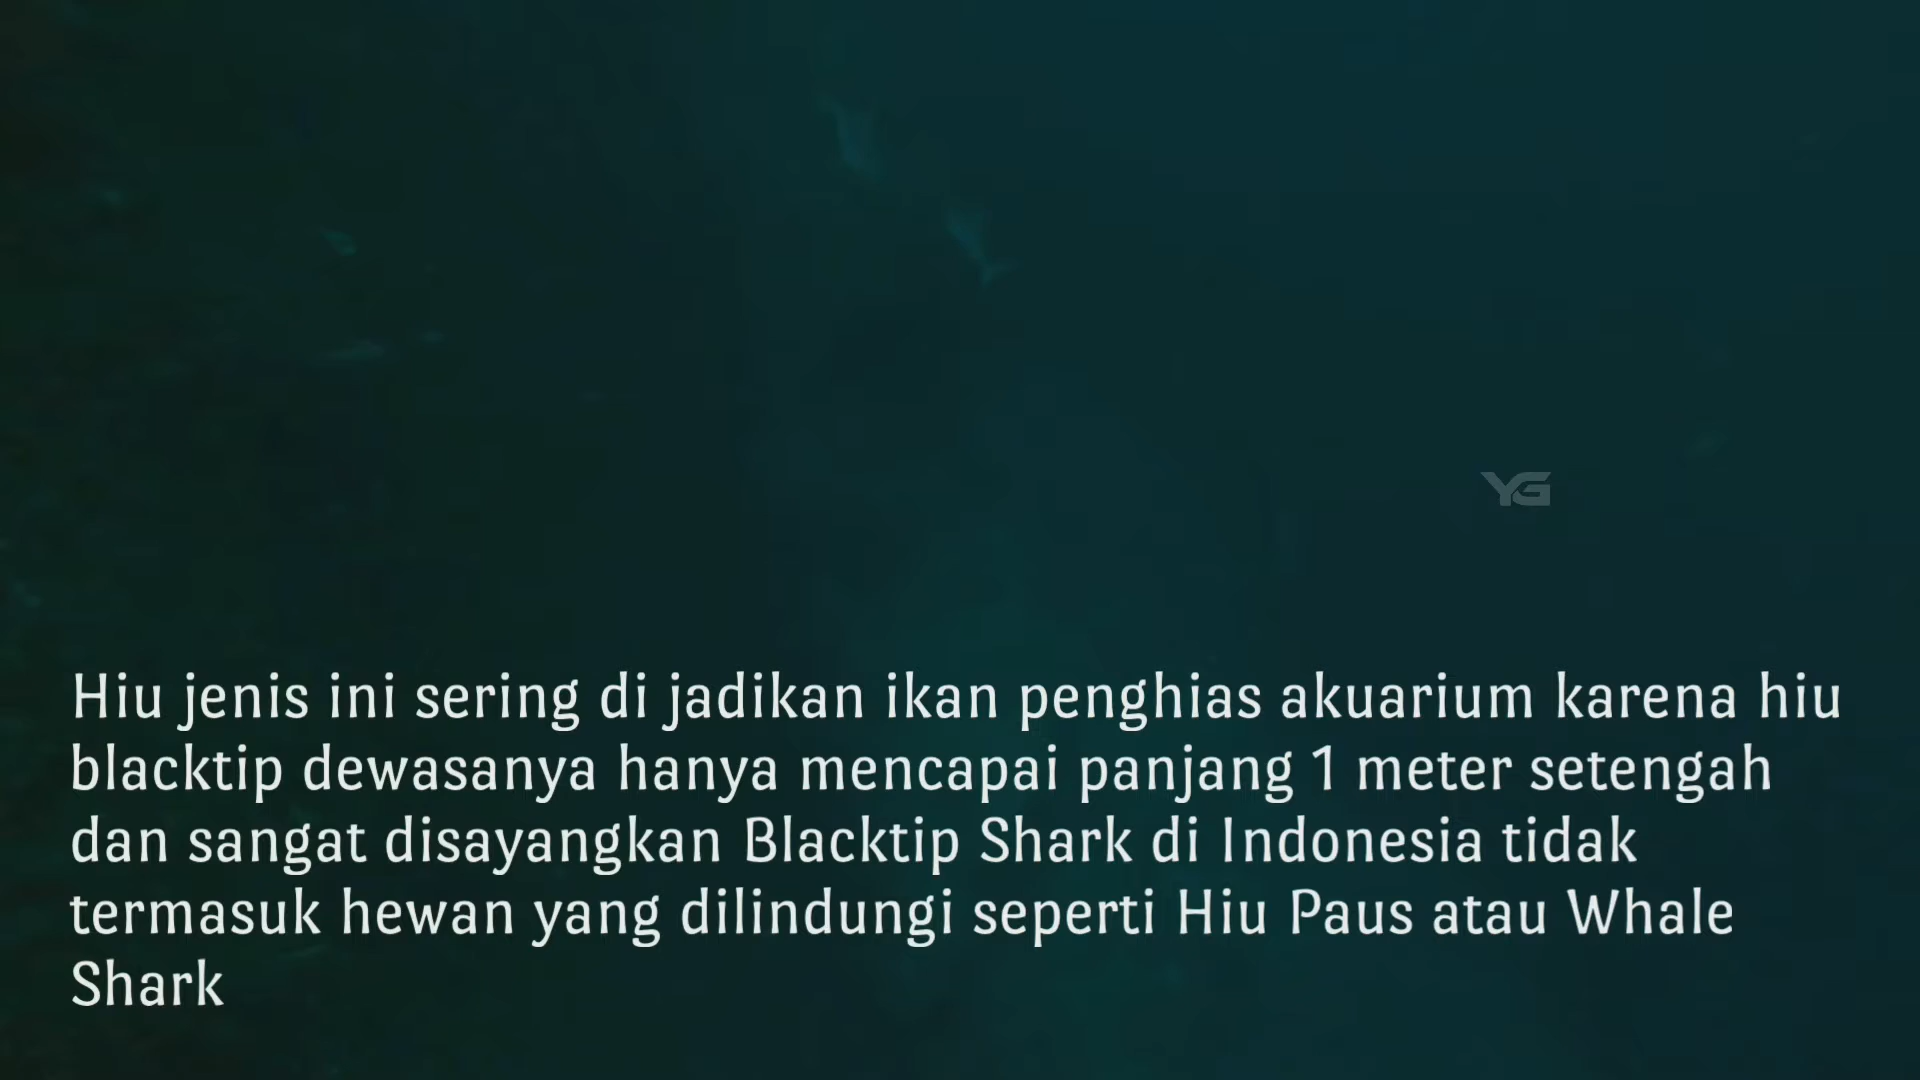 YG
Hiu jenis ini sering di jadikan ikan penghias akuarium karena hiu
blacktip dewasanya hanya mencapai panjang 1 meter setengah
dan sangat disayangkan Blacktip Shark di Indonesia tidak
termasuk hewan yang dilindungi seperti Hiu Paus atau Whale
Shark